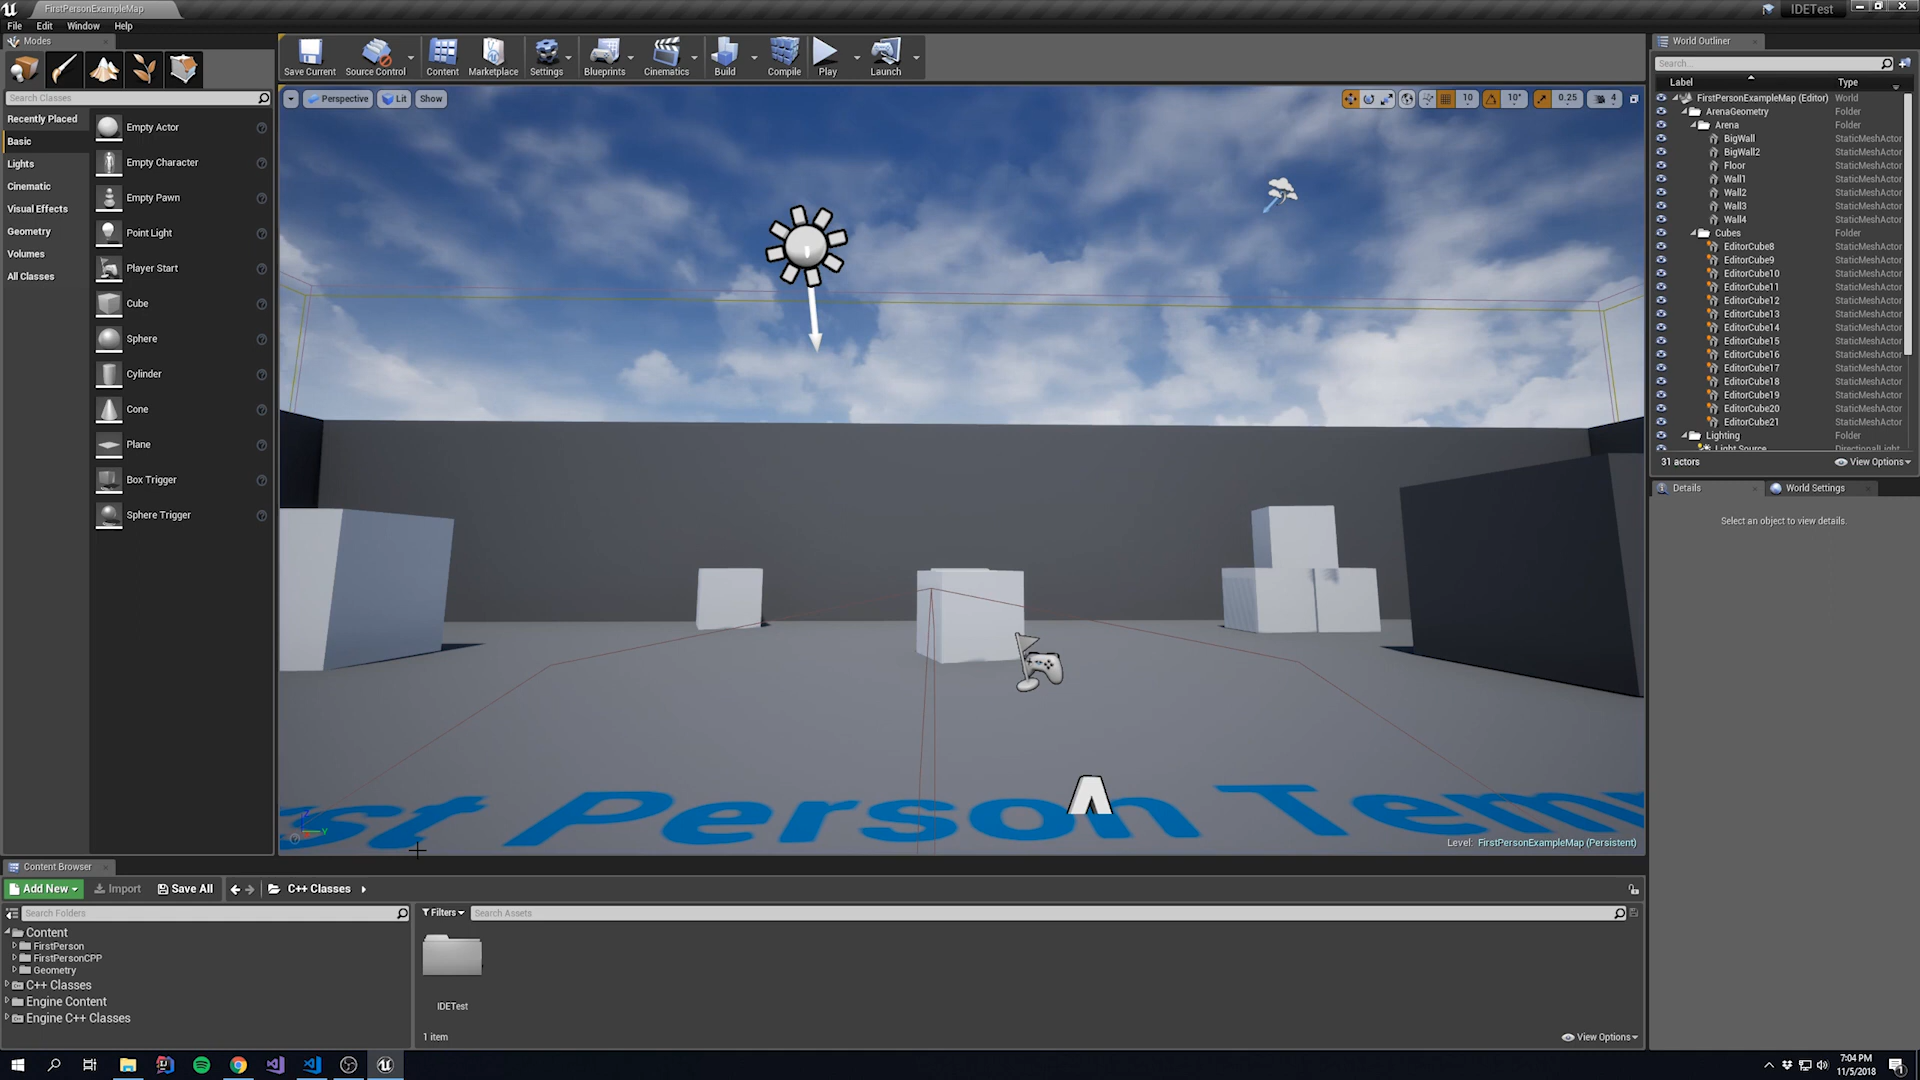 FirstPersonExampleMap
IDETest
File Edit Window Help
Modes
Search Classes
Recently Placed
Basic
Lights
Cinematic
Visual Effects
Geometry
Volumes
All Classes
Empty Actor
Empty Character
Empty Pawn
Point Light
Player Start
Cube
Sphere
Cylinder
Cone
Plane
Box Trigger
Sphere Trigger
Save Current Source Control Content Marketplace Settings Blueprints Cinematics Build Compile Play Launch
Perspective Lit Show
10 10° 0.25 4
st Person Temp
Level: FirstPersonExampleMap (Persistent)
World Outliner
Search...
Label Type
FirstPersonExampleMap (Editor) World
ArenaGeometry Folder
Arena Folder
BigWall StaticMeshActor
BigWall2 StaticMeshActor
Floor StaticMeshActor
Wall1 StaticMeshActor
Wall2 StaticMeshActor
Wall3 StaticMeshActor
Wall4 StaticMeshActor
Cubes Folder
EditorCube8 StaticMeshActor
EditorCube9 StaticMeshActor
EditorCube10 StaticMeshActor
EditorCube11 StaticMeshActor
EditorCube12 StaticMeshActor
EditorCube13 StaticMeshActor
EditorCube14 StaticMeshActor
EditorCube15 StaticMeshActor
EditorCube16 StaticMeshActor
EditorCube17 StaticMeshActor
EditorCube18 StaticMeshActor
EditorCube19 StaticMeshActor
EditorCube20 StaticMeshActor
EditorCube21 StaticMeshActor
Lighting Folder
Light Source DirectionalLight
31 actors View Options
Details World Settings
Select an object to view details.
Content Browser
Add New Import Save All C++ Classes
Search Folders
Content
FirstPerson
FirstPersonCPP
Geometry
C++ Classes
Engine Content
Engine C++ Classes
Filters Search Assets
IDETest
1 item View Options
7:04 PM
11/5/2018